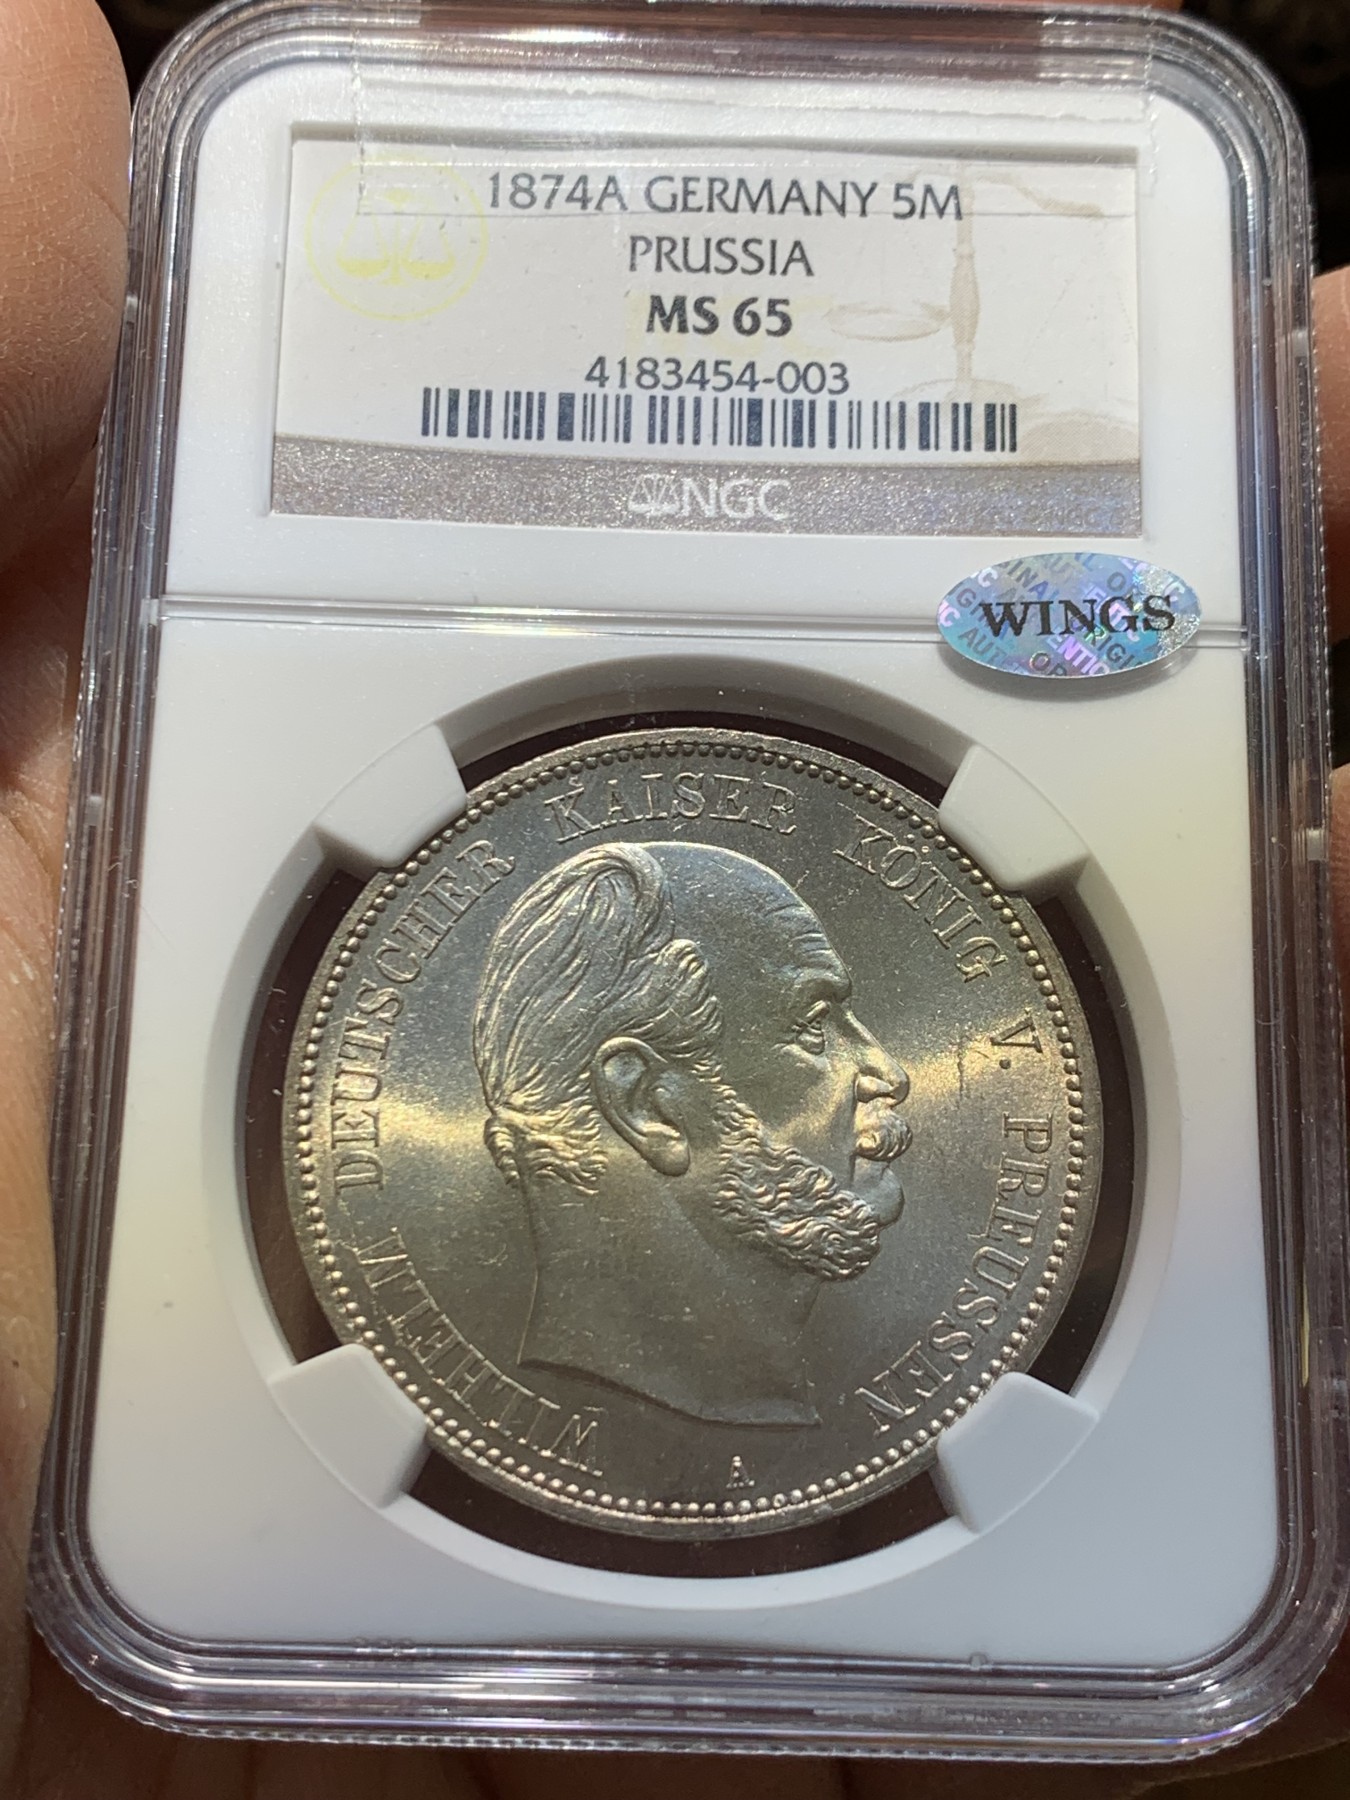 1874A GERMANY 5M
PRUSSIA
MS 65
4183454-003
NGC
WINGS
WILHELM DEUTSCHER KAISER KÖNIG V. PREUSSEN
A